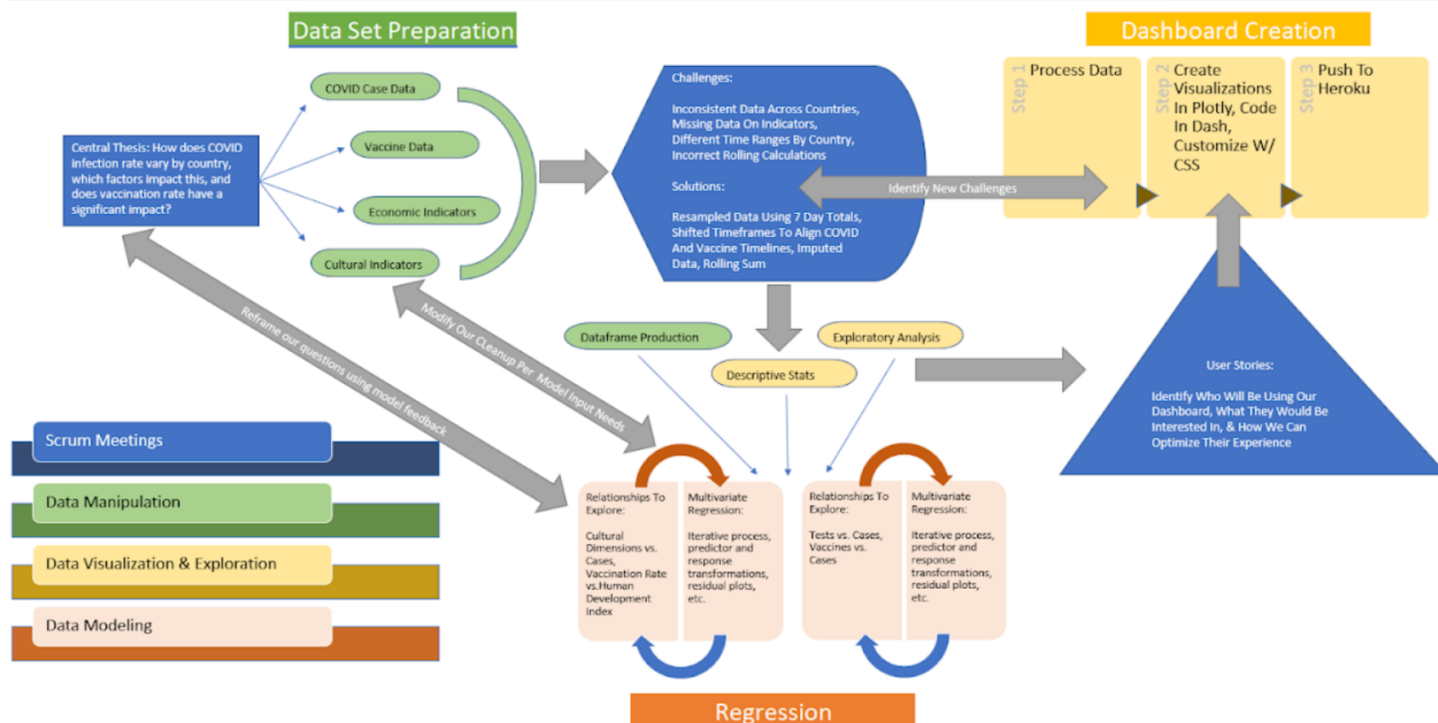 Data Set Preparation
Dashboard Creation
COVID Case Data
Vaccine Data
Economic Indicators
Cultural Indicators
Central Thesis: How does COVID
infection rate vary by country,
which factors impact this, and
does vaccination rate have a
significant impact?
Challenges:
Inconsistent Data Across Countries,
Missing Data On Indicators,
Different Time Ranges By Country,
Incorrect Rolling Calculations
Solutions:
Resampled Data Using 7 Day Totals,
Shifted Timeframes To Align COVID
And Vaccine Timelines, Imputed
Data, Rolling Sum
Identify New Challenges
Step 1
Process Data
Step 2
Create
Visualizations
In Plotly, Code
In Dash,
Customize W/
CSS
Step 3
Push To
Heroku
Reframe our questions using model feedback
Modify Our CLeanup Per Model Input Needs
Dataframe Production
Descriptive Stats
Exploratory Analysis
User Stories:
Identify Who Will Be Using Our
Dashboard, What They Would Be
Interested In, & How We Can
Optimize Their Experience
Scrum Meetings
Data Manipulation
Data Visualization & Exploration
Data Modeling
Relationships To
Explore:
Cultural
Dimensions vs.
Cases,
Vaccination Rate
vs.Human
Development
Index
Multivariate
Regression:
Iterative process,
predictor and
response
transformations,
residual plots,
etc.
Relationships To
Explore:
Tests vs. Cases,
Vaccines vs.
Cases
Multivariate
Regression:
Iterative process,
predictor and
response
transformations,
residual plots,
etc.
Regression